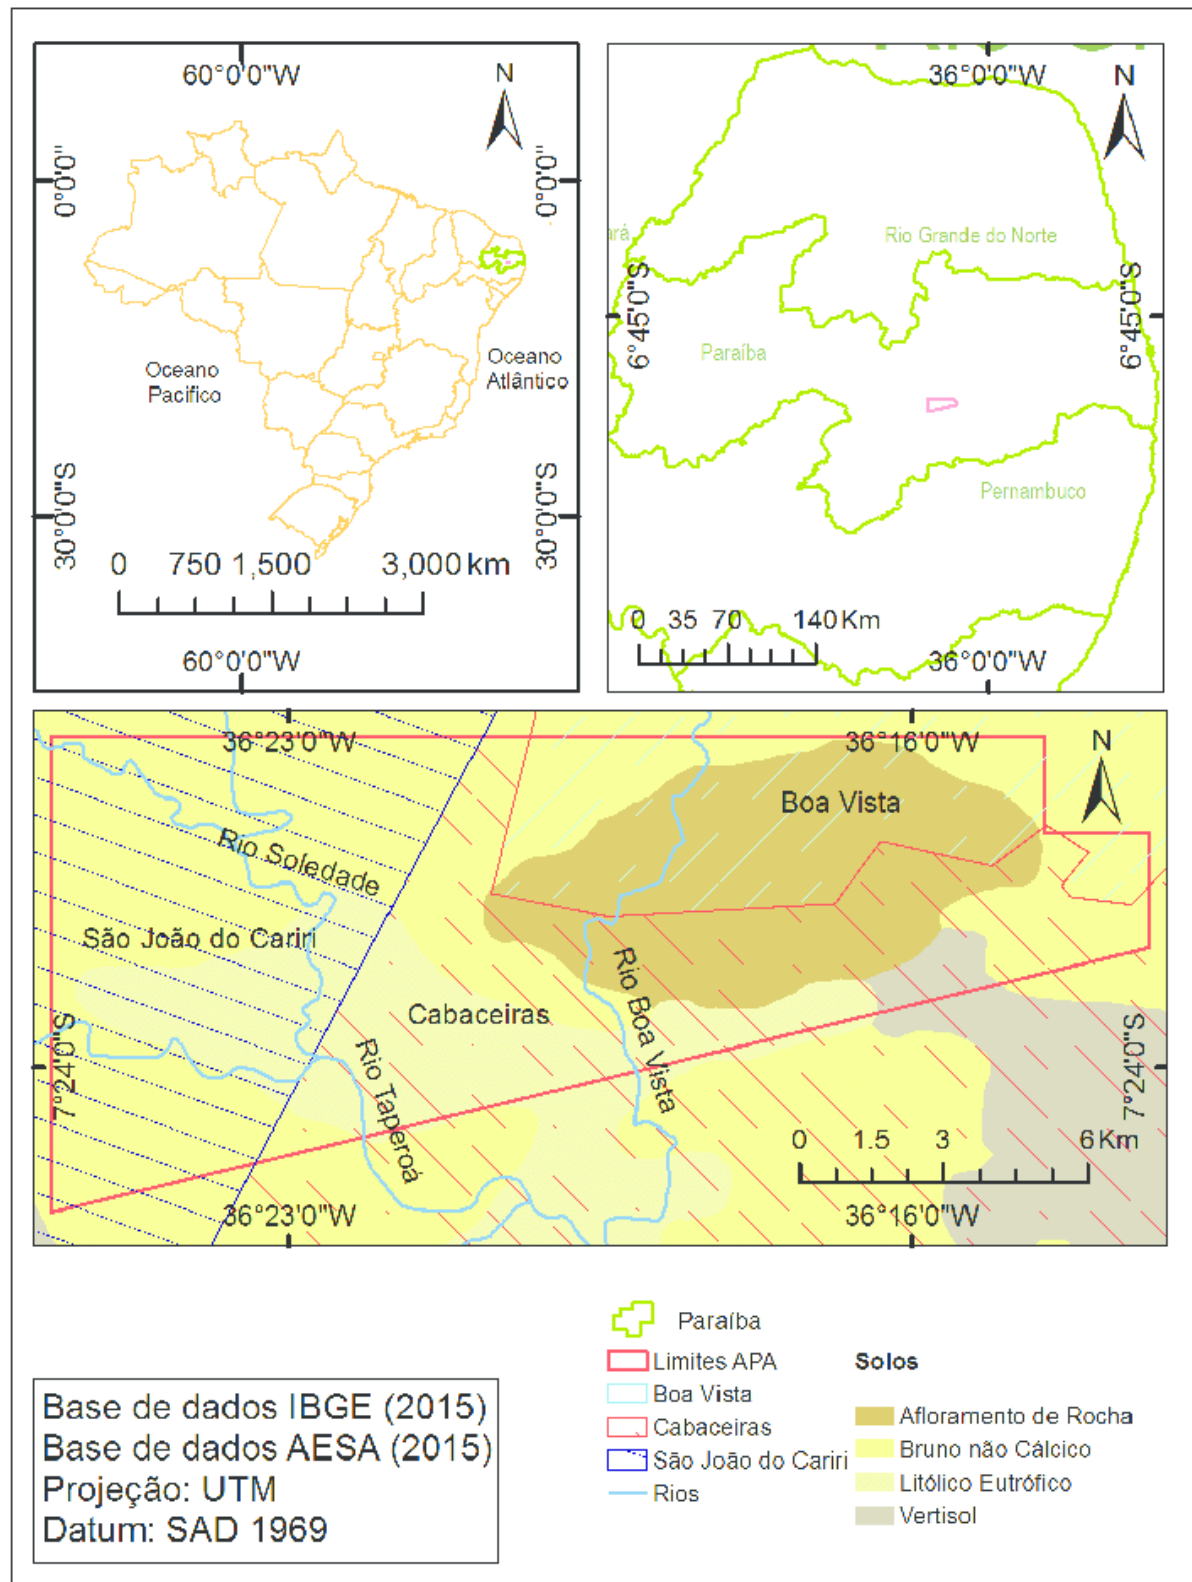 60°0'0"W
N
0°0'0"
0°0'0"
Oceano
Pacífico
Oceano
Atlântico
30°0'0"S
30°0'0"S
0 750 1,500 3,000 km
60°0'0"W
36°0'0"W
N
ará
Rio Grande do Norte
6°45'0"S
6°45'0"S
Paraíba
Pernambuco
0 35 70 140 Km
36°0'0"W
36°23'0"W
36°16'0"W
N
Boa Vista
Rio Soledade
São João do Cariri
Cabaceiras
Rio Boa Vista
Rio Taperoá
7°24'0"S
7°24'0"S
0 1.5 3 6 Km
36°23'0"W
36°16'0"W
Paraíba
Limites APA
Boa Vista
Cabaceiras
São João do Cariri
Rios
Solos
Afloramento de Rocha
Bruno não Cálcico
Litólico Eutrófico
Vertisol
Base de dados IBGE (2015)
Base de dados AESA (2015)
Projeção: UTM
Datum: SAD 1969